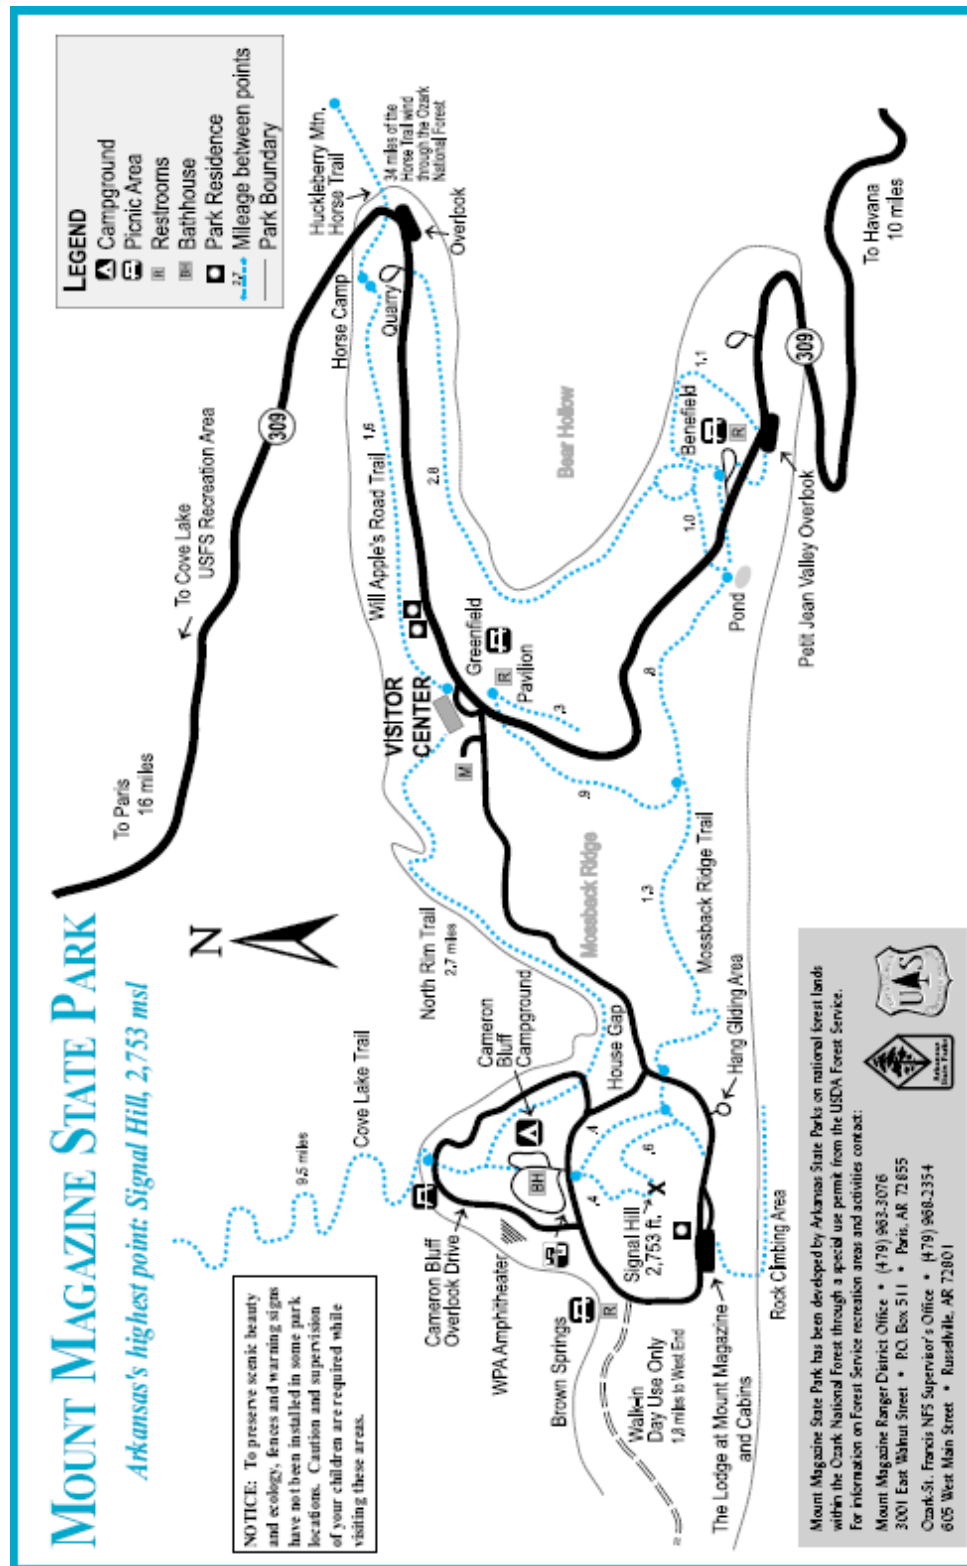 MOUNT MAGAZINE STATE PARK
Arkansas's highest point: Signal Hill, 2,753 msl
NOTICE: To preserve scenic beauty
and ecology, fences and warning signs
have not been installed in some park
locations. Caution and supervision
of your children are required while
visiting these areas.
N
LEGEND
Campground
Picnic Area
R Restrooms
BH Bathhouse
Park Residence
2.7 Mileage between points
Park Boundary
To Paris
16 miles
To Cove Lake
USFS Recreation Area
309
Huckleberry Mtn.
Horse Trail
34 miles of the
Horse Trail wind
through the Ozark
National Forest
Horse Camp
Quarry
Overlook
Will Apple's Road Trail
1.6
2.8
Bear Hollow
VISITOR
CENTER
M
Greenfield
R
Pavilion
.3
.9
North Rim Trail
2.7 miles
Mossback Ridge
Cove Lake Trail
9.5 miles
Cameron
Bluff
Campground
House Gap
Cameron Bluff
Overlook Drive
WPA Amphitheater
BH
Brown Springs
R
.4
.4
.6
Signal Hill
2,753 ft.
X
Walk-in
Day Use Only
1.8 miles to West End
The Lodge at Mount Magazine
and Cabins
Rock Climbing Area
Hang Gliding Area
Mossback Ridge Trail
1.3
.8
Pond
1.0
Benefield
R
1.1
Petit Jean Valley Overlook
309
To Havana
10 miles
Mount Magazine State Park has been developed by Arkansas State Parks on national forest lands
within the Ozark National Forest through a special use permit from the USDA Forest Service.
For information on Forest Service recreation areas and activities contact:
Mount Magazine Ranger District Office • (479) 963-3076
3001 East Walnut Street • P.O. Box 511 • Paris, AR 72855
Ozark-St. Francis NFS Supervisor's Office • (479) 968-2354
605 West Main Street • Russellville, AR 72801
Arkansas
State Parks
U S